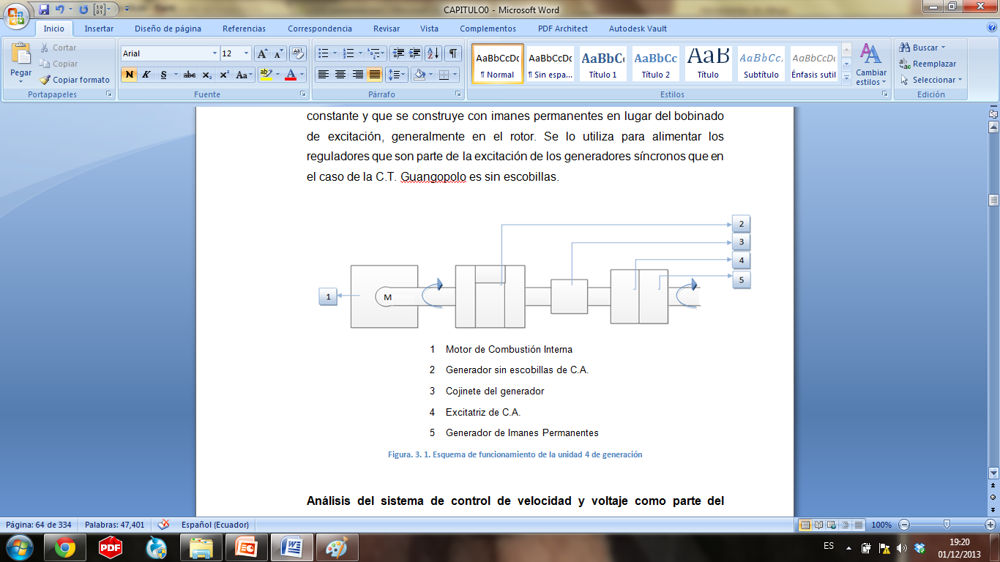 CAPITULO0 - Microsoft Word
Inicio Insertar Diseño de página Referencias Correspondencia Revisar Vista Complementos PDF Architect Autodesk Vault
Pegar
Cortar
Copiar
Copiar formato
Portapapeles
Arial 12
N K S abc x₂ x² Aa
Fuente
Párrafo
AaBbCcDc AaBbCcDc AaBbCc AaBbCc AaB AaBbCc. AaBbCcDc
¶ Normal ¶ Sin espa... Título 1 Título 2 Título Subtítulo Énfasis sutil
Cambiar estilos
Estilos
Buscar
Reemplazar
Seleccionar
Edición
constante y que se construye con imanes permanentes en lugar del bobinado
de excitación, generalmente en el rotor. Se lo utiliza para alimentar los
reguladores que son parte de la excitación de los generadores síncronos que en
el caso de la C.T. Guangopolo es sin escobillas.
2
3
4
5
1
M
1 Motor de Combustión Interna
2 Generador sin escobillas de C.A.
3 Cojinete del generador
4 Excitatriz de C.A.
5 Generador de Imanes Permanentes
Figura. 3. 1. Esquema de funcionamiento de la unidad 4 de generación
Análisis del sistema de control de velocidad y voltaje como parte del
Página: 64 de 334 Palabras: 47,401 Español (Ecuador) 100%
PDF
ES
19:20
01/12/2013